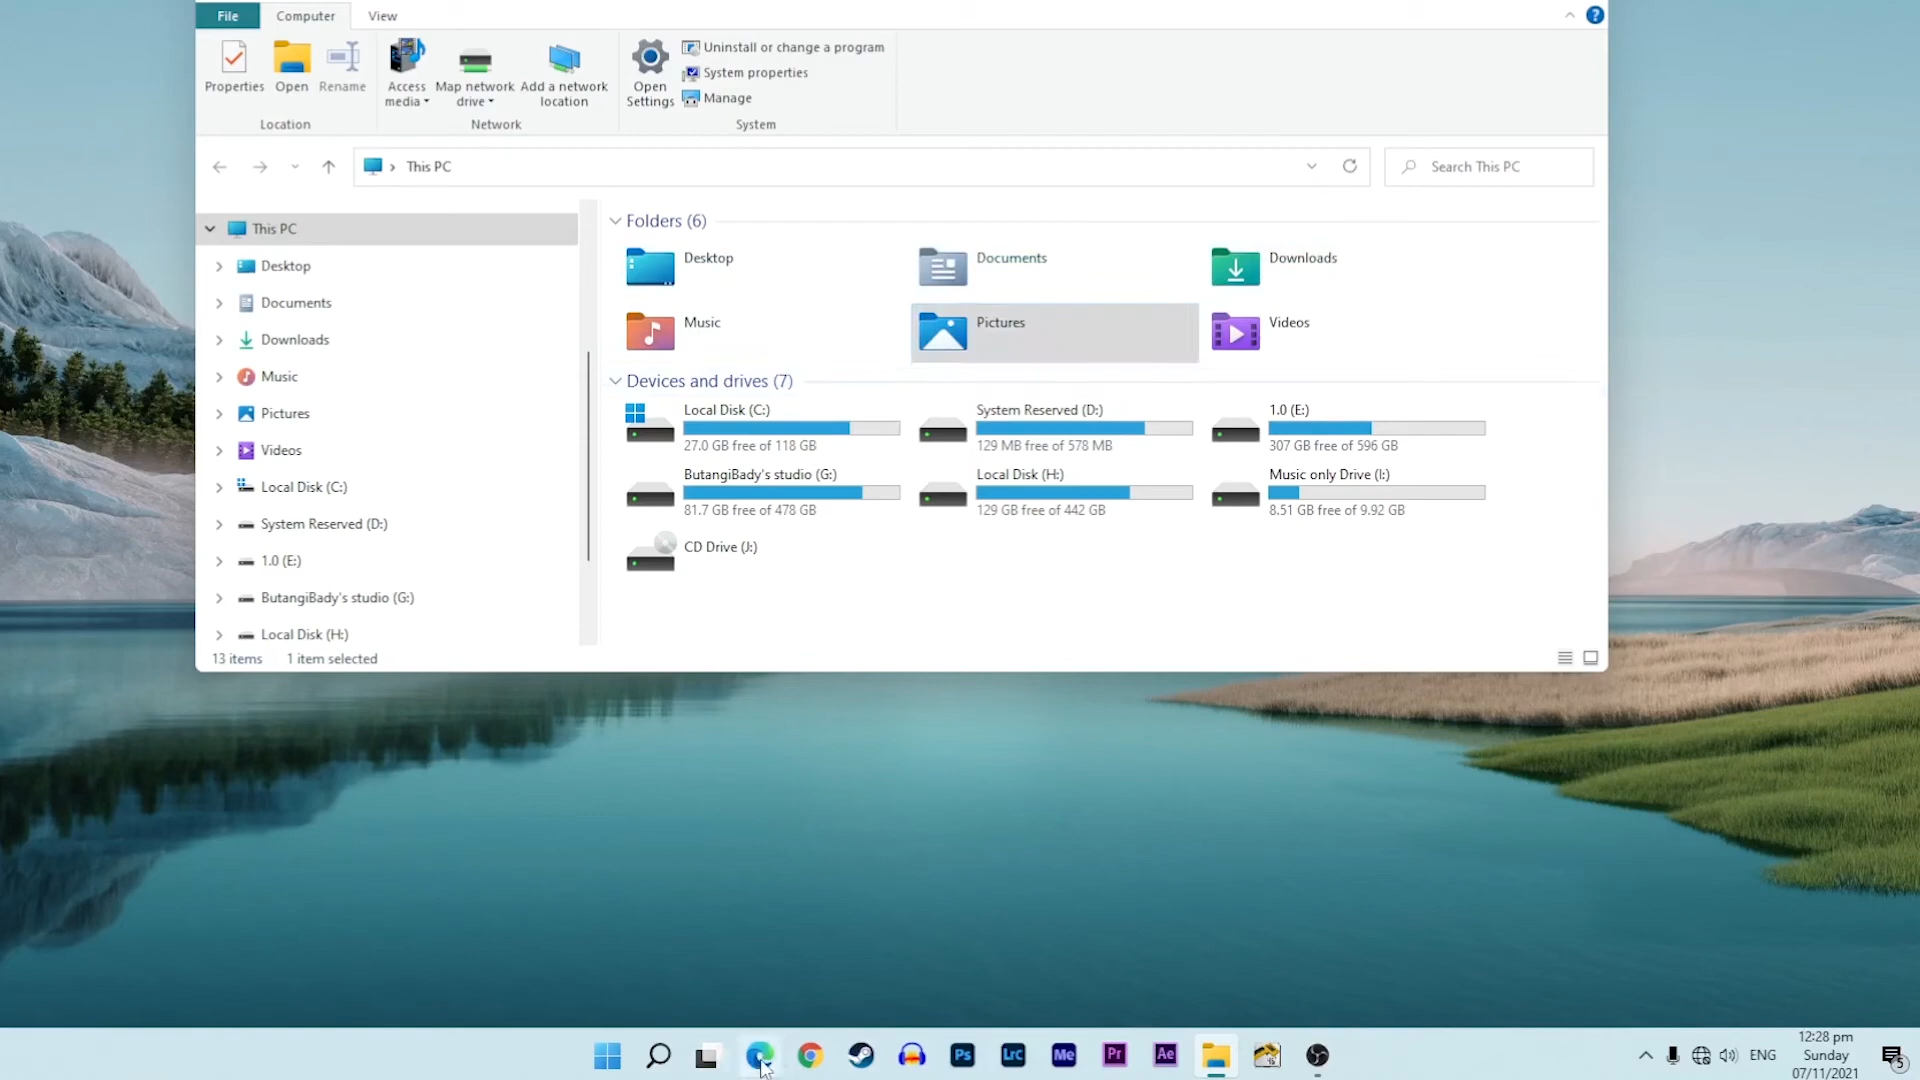 File Computer View
Properties Open Rename Access media Map network drive Add a network location Open Settings
Uninstall or change a program
System properties
Manage
Location Network System
This PC Search This PC
This PC
Desktop
Documents
Downloads
Music
Pictures
Videos
Local Disk (C:)
System Reserved (D:)
1.0 (E:)
ButangiBady's studio (G:)
Local Disk (H:)
Folders (6)
Desktop Documents Downloads
Music Pictures Videos
Devices and drives (7)
Local Disk (C:) System Reserved (D:) 1.0 (E:)
27.0 GB free of 118 GB 129 MB free of 578 MB 307 GB free of 596 GB
ButangiBady's studio (G:) Local Disk (H:) Music only Drive (I:)
81.7 GB free of 478 GB 129 GB free of 442 GB 8.51 GB free of 9.92 GB
CD Drive (J:)
13 items 1 item selected
Ps LrC Me Pr Ae
ENG
12:28 pm
Sunday
07/11/2021
5